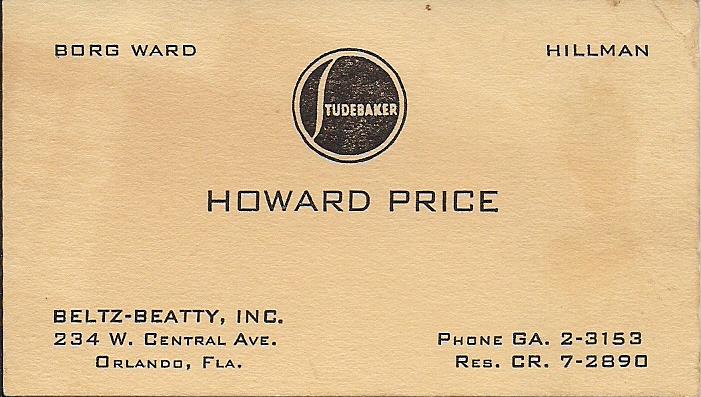 BORG WARD
HILLMAN
STUDEBAKER
HOWARD PRICE
BELTZ-BEATTY, INC.
234 W. CENTRAL AVE.
ORLANDO, FLA.
PHONE GA. 2-3153
RES. CR. 7-2890